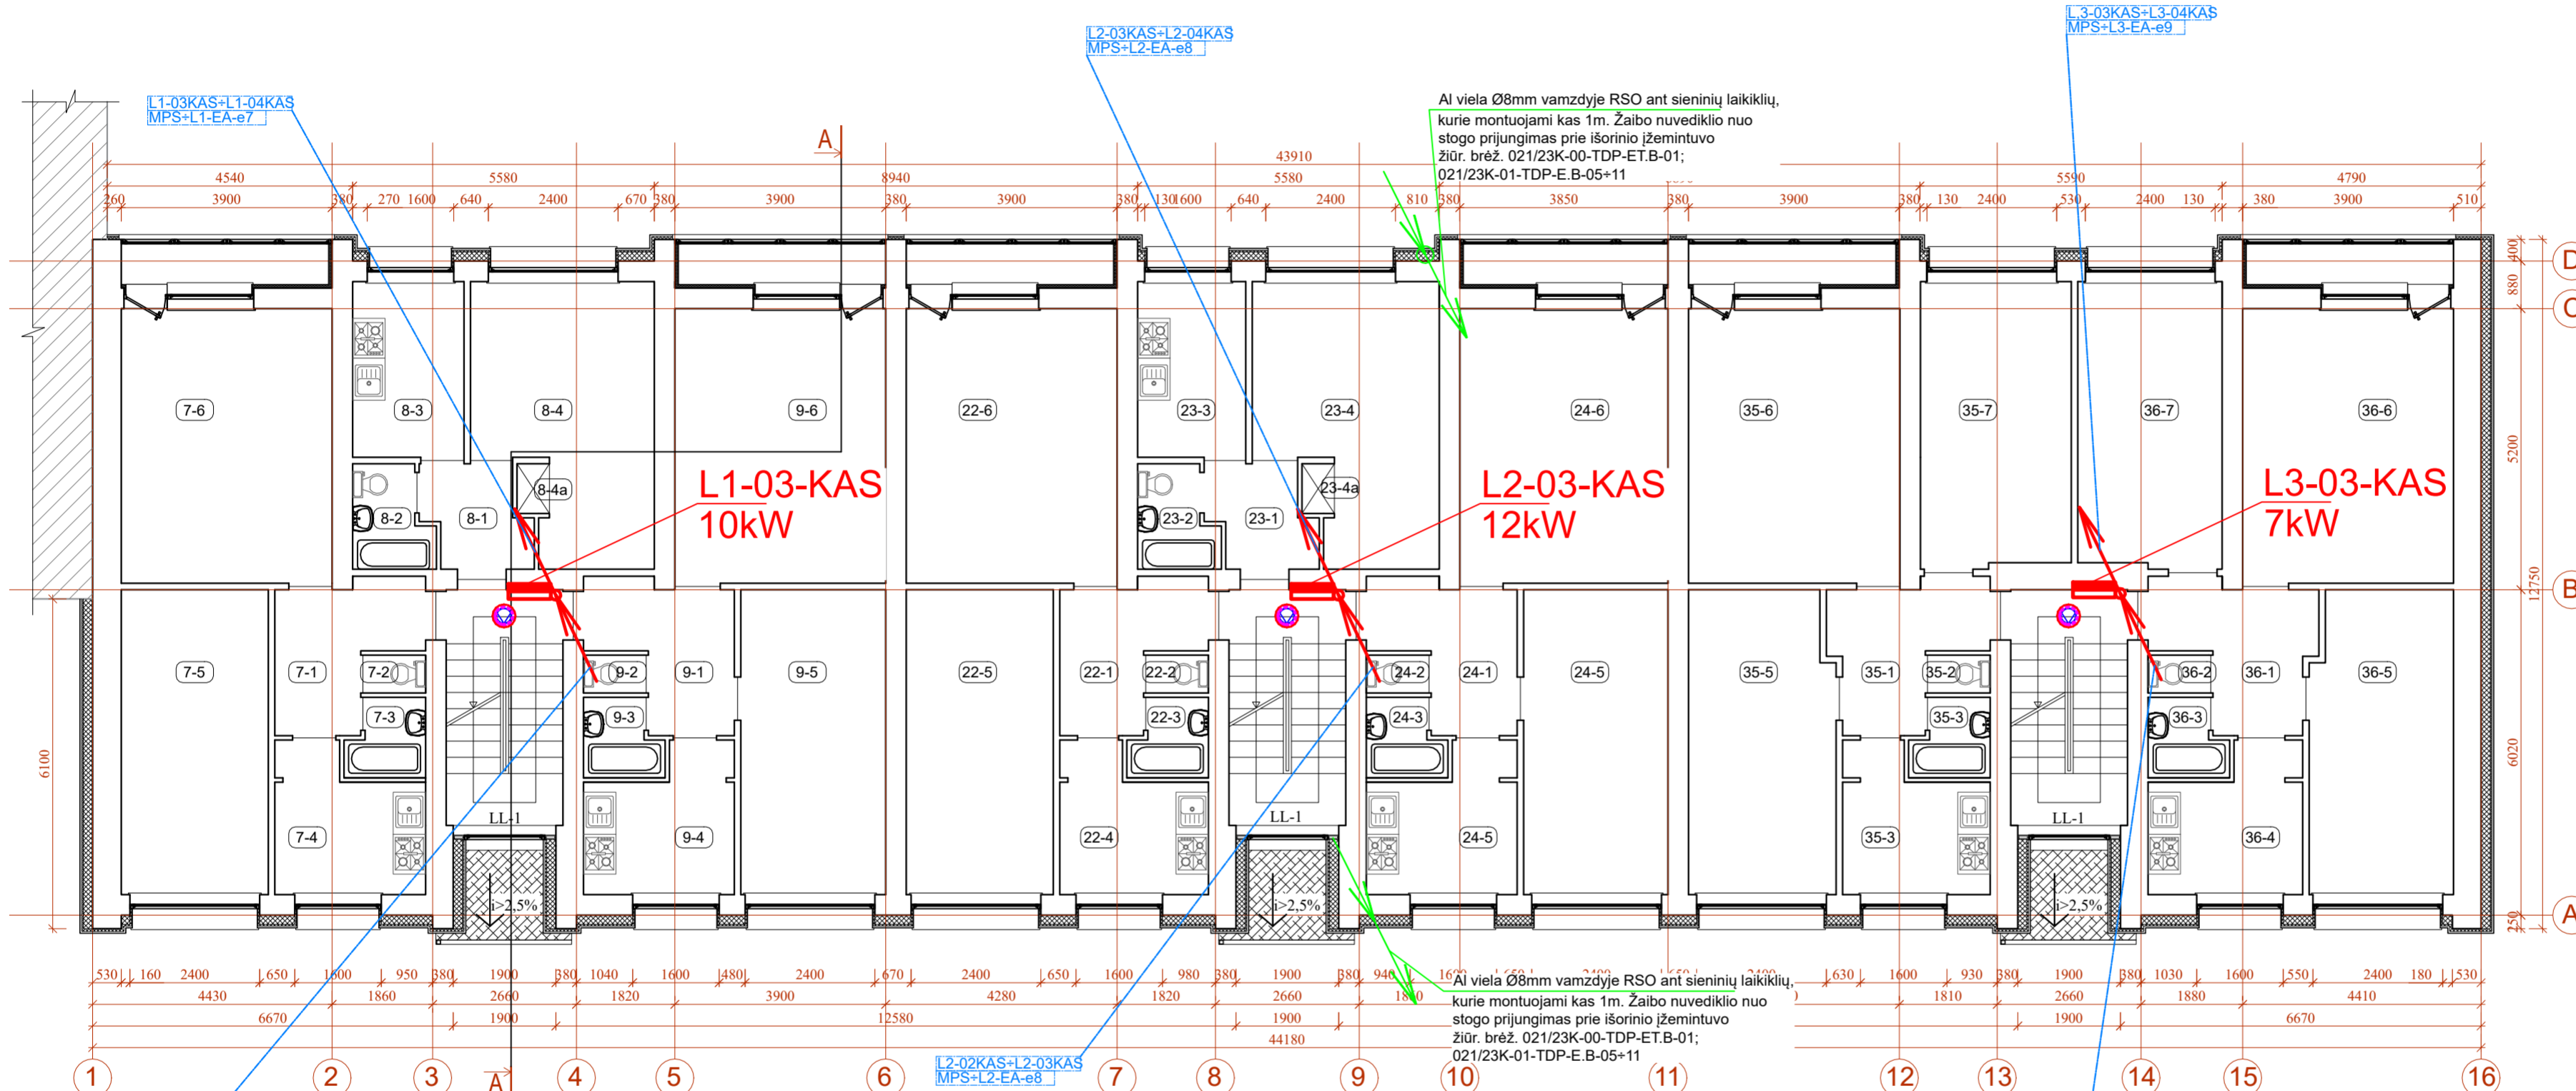 L,3-03KAS÷L3-04KAS
MPS÷L3-EA-e9
L2-03KAS÷L2-04KAS
MPS÷L2-EA-e8
L1-03KAS÷L1-04KAS
MPS÷L1-EA-e7
Al viela Ø8mm vamzdyje RSO ant sieninių laikiklių,
kurie montuojami kas 1m. Žaibo nuvediklio nuo
stogo prijungimas prie išorinio įžemintuvo
žiūr. brėž. 021/23K-00-TDP-ET.B-01;
021/23K-01-TDP-E.B-05÷11
A
43910
4540 5580 8940 5580 5590 4790
260 3900 380 270 1600 640 2400 670 380 3900 380 3900 380 130 1600 640 2400 810 380 3850 380 3900 380 130 2400 530 2400 130 380 3900 510
400
D
880
C
7-6 8-3 8-4 9-6 22-6 23-3 23-4 24-6 35-6 35-7 36-7 36-6
5200
L1-03-KAS
10kW
L2-03-KAS
12kW
L3-03-KAS
7kW
8-4a 23-4a
8-2 8-1 23-2 23-1
B
12750
7-5 7-1 7-2 9-2 9-1 9-5 22-5 22-1 22-2 24-2 24-1 24-5 35-5 35-1 35-2 36-2 36-1 36-5
7-3 9-3 22-3 24-3 35-3 36-3
6100
6020
LL-1 LL-1 LL-1
7-4 9-4 22-4 24-5 35-3 36-4
i>2,5% i>2,5% i>2,5%
A
250
530 160 2400 650 1600 950 380 1900 380 1040 1600 480 2400 670 2400 650 1600 980 380 1900 380 940 630 1600 930 380 1900 380 1030 1600 550 2400 180 530
4430 1860 2660 1820 3900 4280 1820 2660 1810 2660 1880 4410
6670 1900 12580 1900 1900 6670
44180
Al viela Ø8mm vamzdyje RSO ant sieninių laikiklių,
kurie montuojami kas 1m. Žaibo nuvediklio nuo
stogo prijungimas prie išorinio įžemintuvo
žiūr. brėž. 021/23K-00-TDP-ET.B-01;
021/23K-01-TDP-E.B-05÷11
L2-02KAS÷L2-03KAS
MPS÷L2-EA-e8
1 2 3 A 4 5 6 7 8 9 10 11 12 13 14 15 16